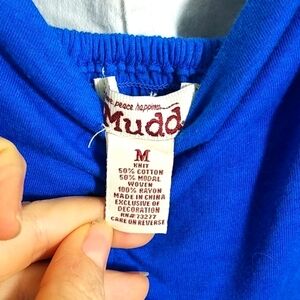 peace happin
Mudd.
M
KNIT
50% COTTON
50% MODAL
WOVEN
100% RAYON
MADE IN CHINA
EXCLUSIVE OF
DECORATION
RN# 73277
CARE ON REVERSE